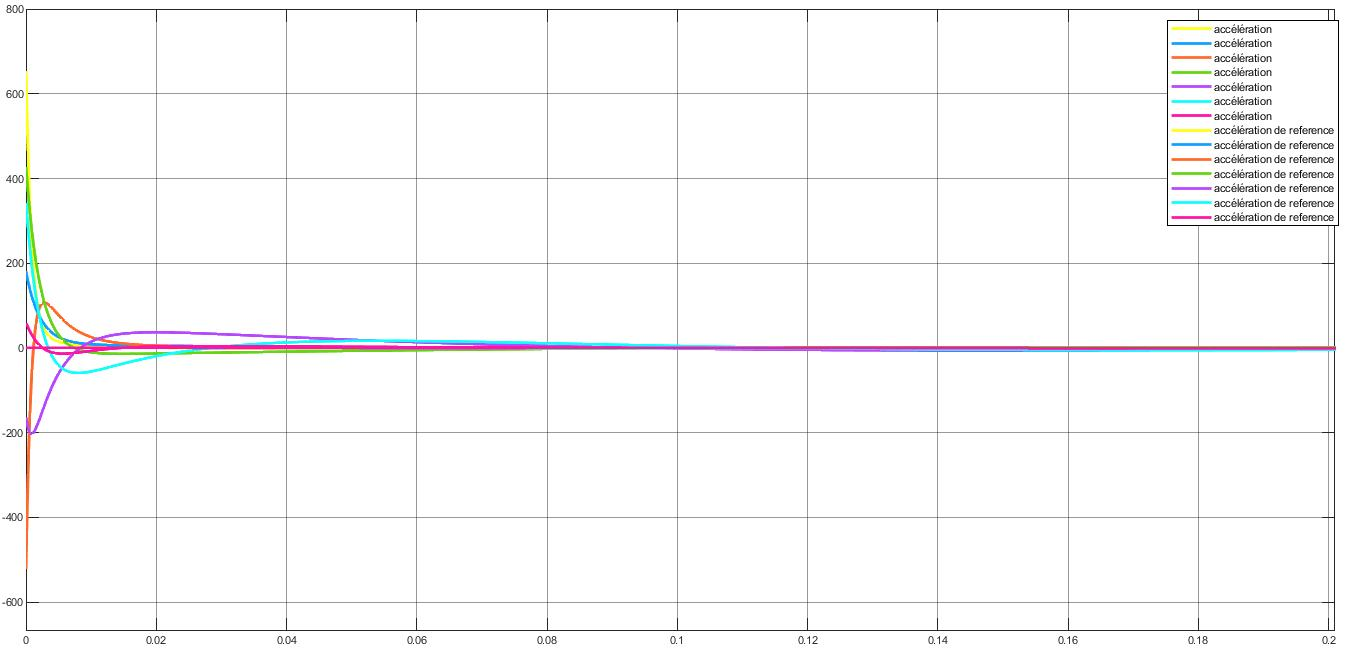 800
600
400
200
0
-200
-400
-600
0
0.02
0.04
0.06
0.08
0.1
0.12
0.14
0.16
0.18
0.2
accélération
accélération
accélération
accélération
accélération
accélération
accélération
accélération de reference
accélération de reference
accélération de reference
accélération de reference
accélération de reference
accélération de reference
accélération de reference